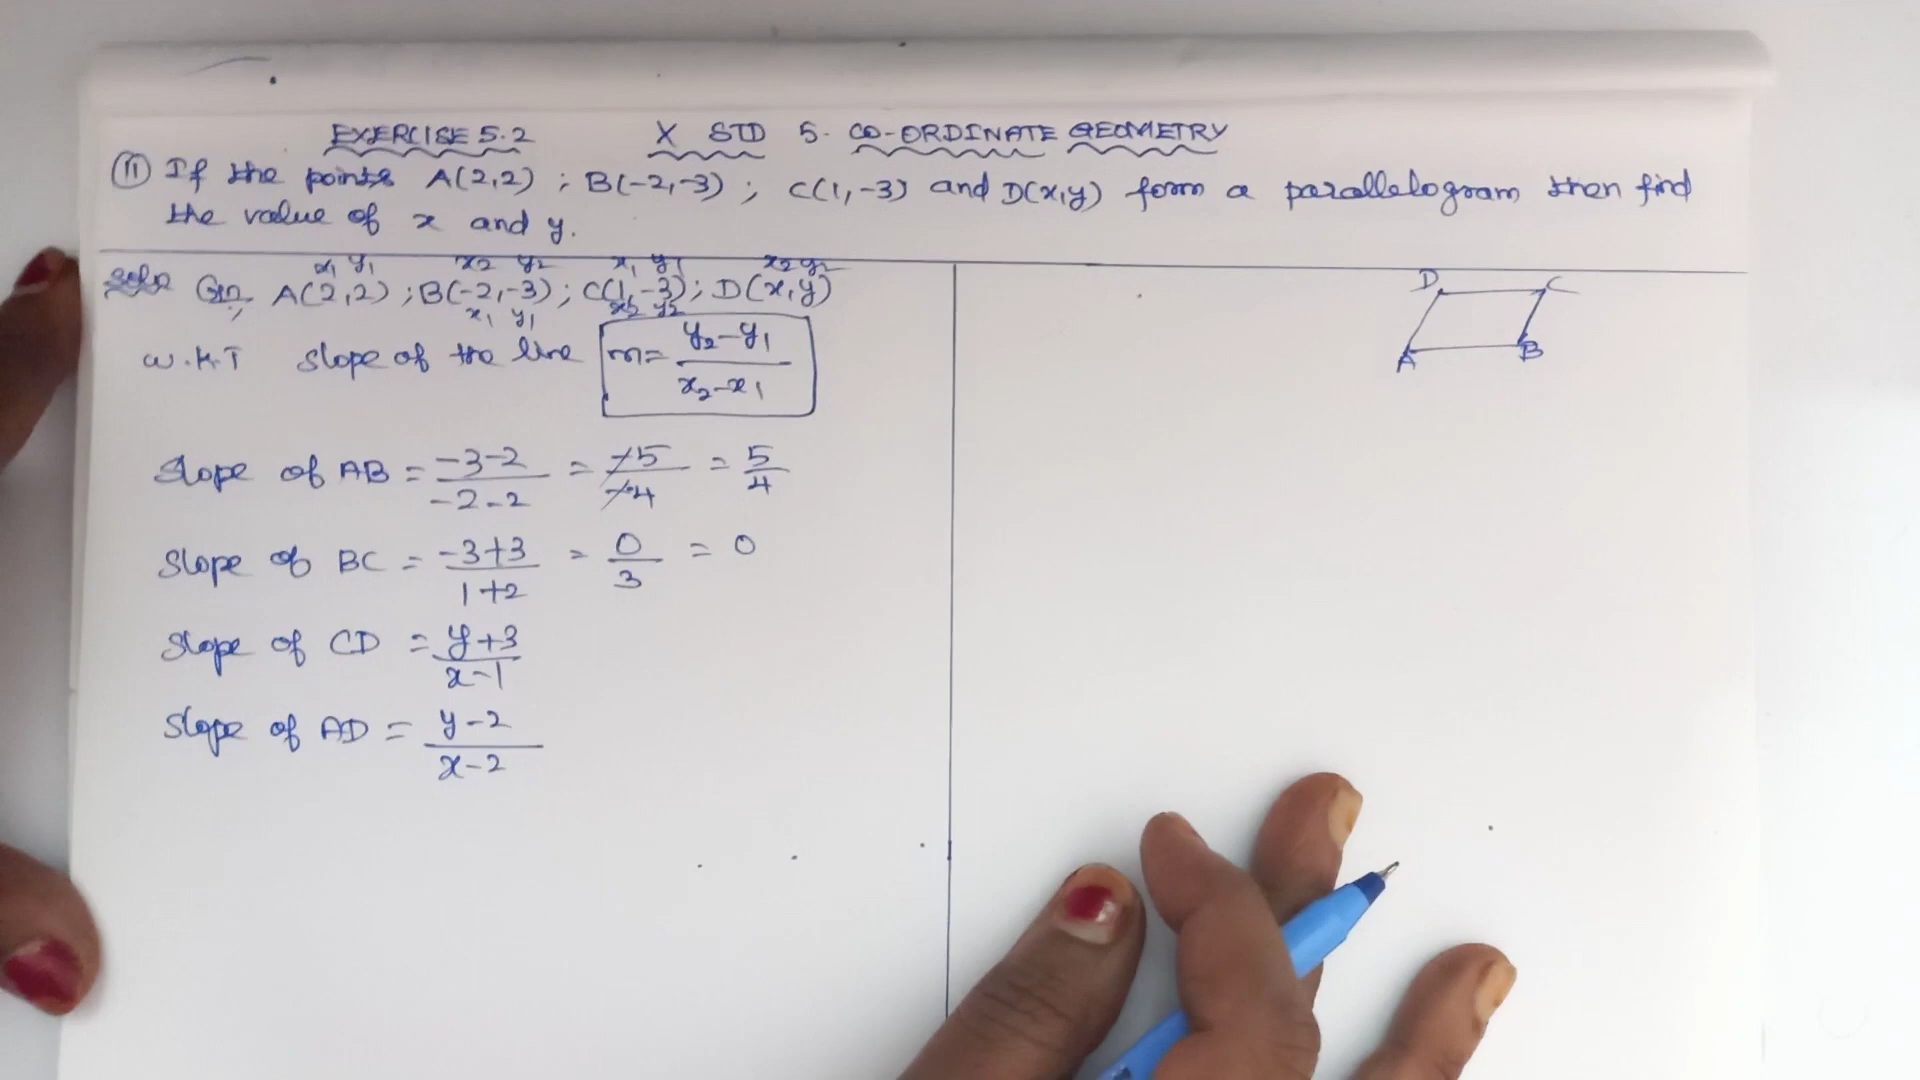 EXERCISE 5.2 X STD 5. CO-ORDINATE GEOMETRY
(11) If the points A(2,2) ; B(-2,-3) ; C(1,-3) and D(x,y) form a parallelogram then find
the value of x and y.
x1 y1 x2 y2 x1 y1 x2 y2
Soln Gn, A(2,2) ; B(-2,-3) ; C(1,-3) ; D(x,y)
x1 y1 x2 y2
W.K.T Slope of the line m = y2-y1 / x2-x1
Slope of AB = -3-2 / -2-2 = -5 / -4 = 5 / 4
Slope of BC = -3+3 / 1+2 = 0 / 3 = 0
Slope of CD = y+3 / x-1
Slope of AD = y-2 / x-2
D C
A B